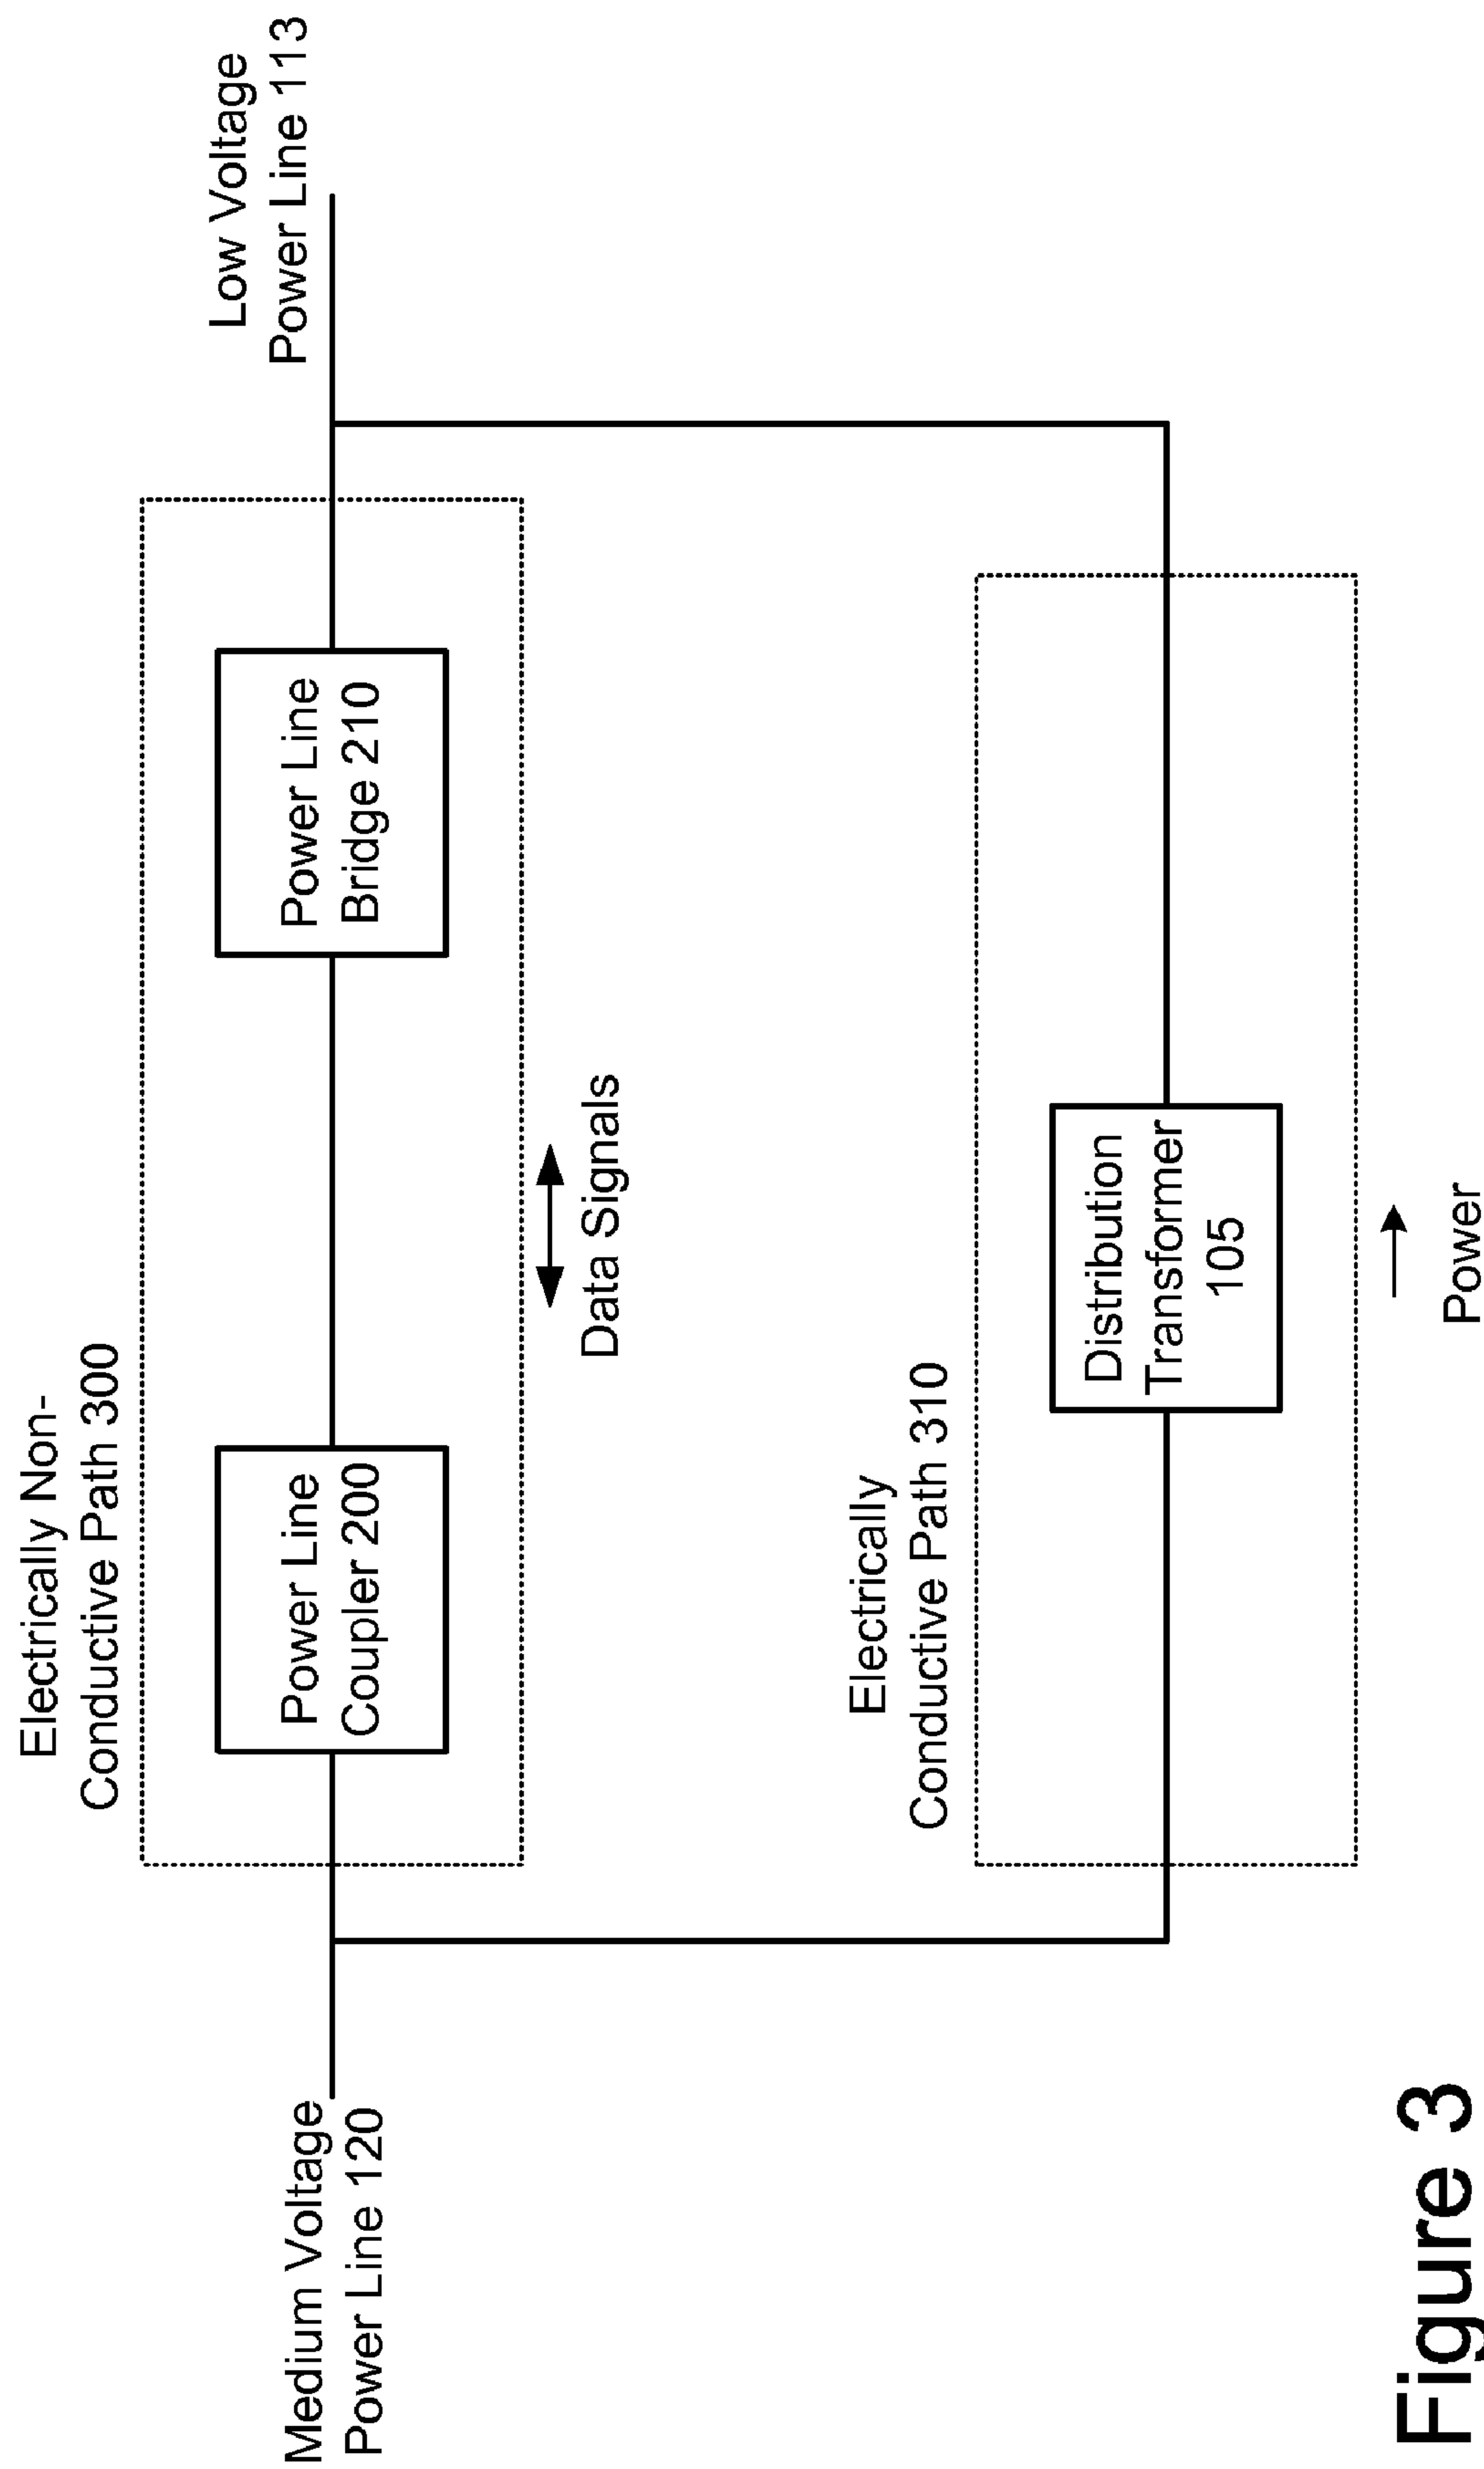 Electrically Non-
Conductive Path 300
Low Voltage
Power Line 113
Medium Voltage
Power Line 120
Power Line
Coupler 200
Power Line
Bridge 210
Data Signals
Electrically
Conductive Path 310
Distribution
Transformer
105
Power
Figure 3